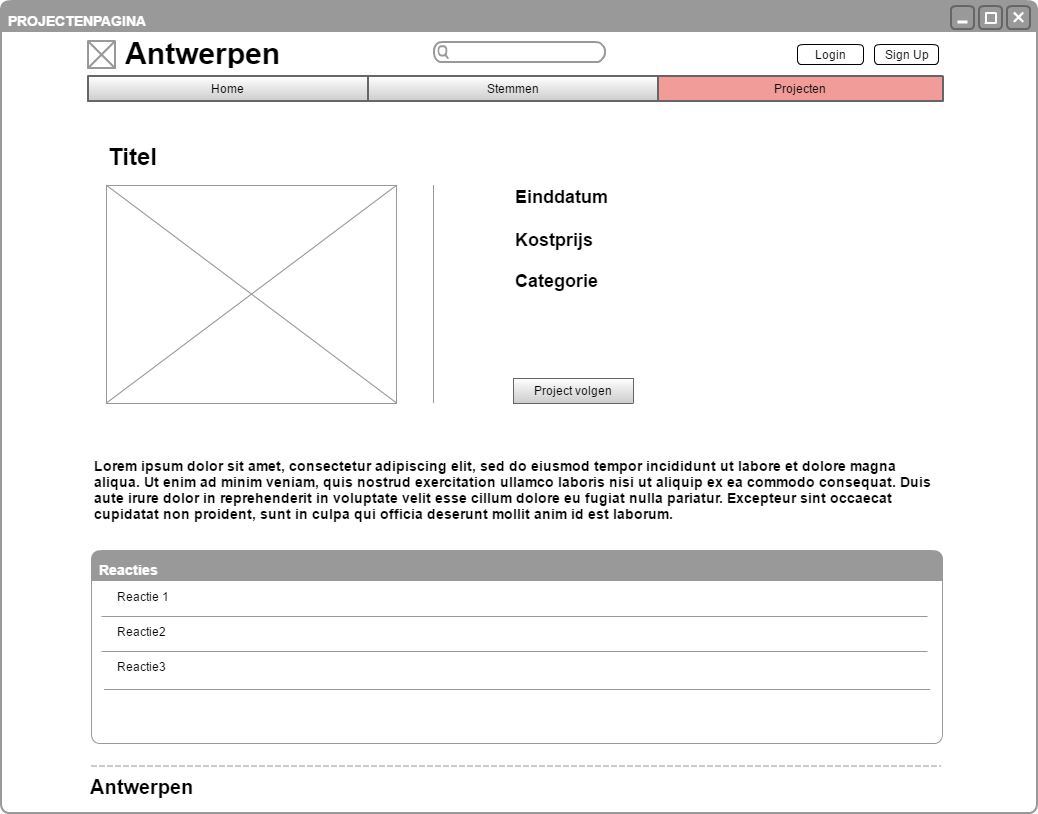 PROJECTENPAGINA
Antwerpen
Login
Sign Up
Home
Stemmen
Projecten
Titel
Einddatum
Kostprijs
Categorie
Project volgen
Lorem ipsum dolor sit amet, consectetur adipiscing elit, sed do eiusmod tempor incididunt ut labore et dolore magna
aliqua. Ut enim ad minim veniam, quis nostrud exercitation ullamco laboris nisi ut aliquip ex ea commodo consequat. Duis
aute irure dolor in reprehenderit in voluptate velit esse cillum dolore eu fugiat nulla pariatur. Excepteur sint occaecat
cupidatat non proident, sunt in culpa qui officia deserunt mollit anim id est laborum.
Reacties
Reactie 1
Reactie2
Reactie3
Antwerpen